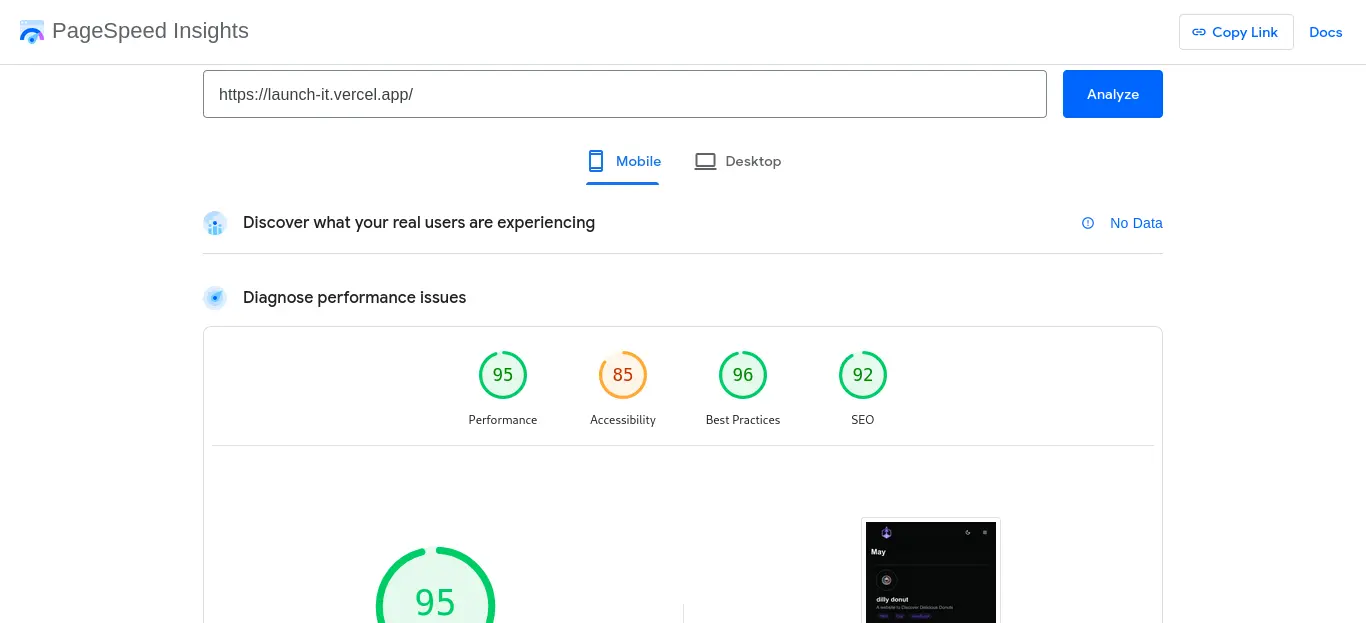 PageSpeed Insights
Copy Link
Docs
https://launch-it.vercel.app/
Analyze
Mobile
Desktop
Discover what your real users are experiencing
No Data
Diagnose performance issues
95
85
96
92
Performance
Accessibility
Best Practices
SEO
95
May
dilly donut
A website to Discover Delicious Donuts